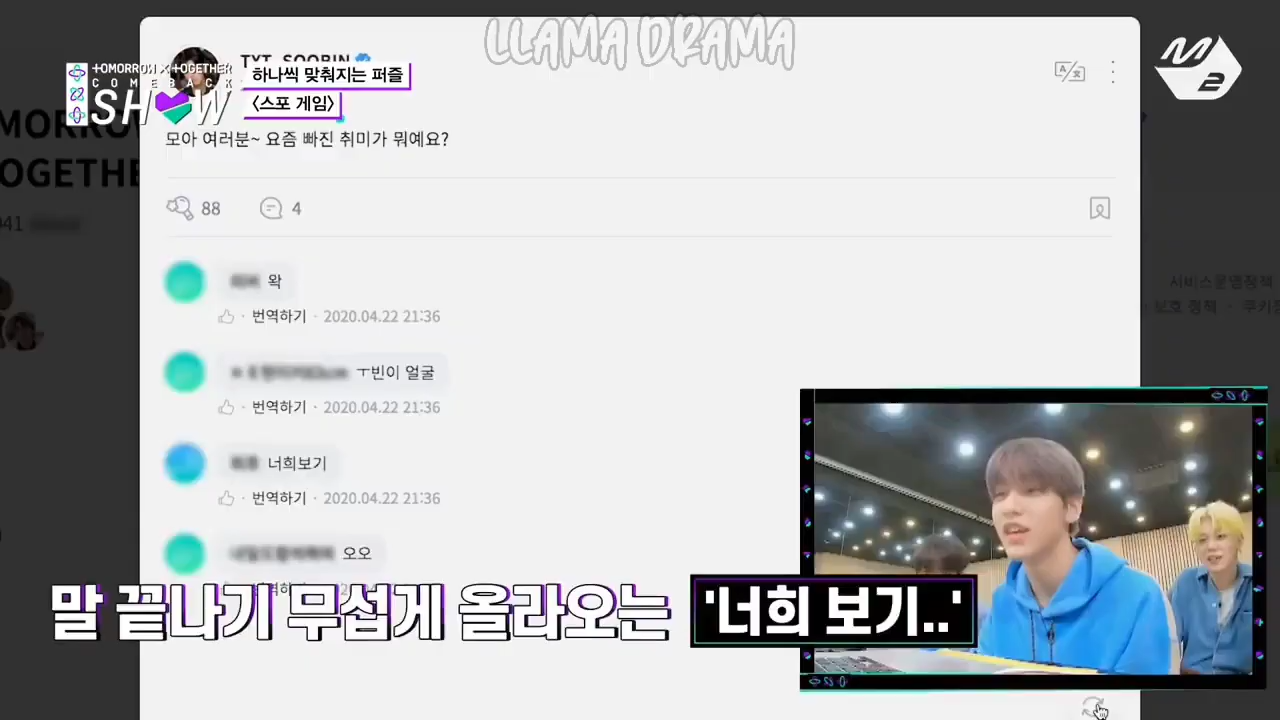 LLAMA DRAMA
TXT_SOOBIN
TOMORROW X TOGETHER
COMEBACK
SHOW
하나씩 맞춰지는 퍼즐
<스포 게임>
M2
모아 여러분~ 요즘 빠진 취미가 뭐예요?
88
4
왁
번역하기 · 2020.04.22 21:36
ㅜ빈이 얼굴
번역하기 · 2020.04.22 21:36
너희보기
번역하기 · 2020.04.22 21:36
오오
말 끝나기 무섭게 올라오는 '너희 보기..'